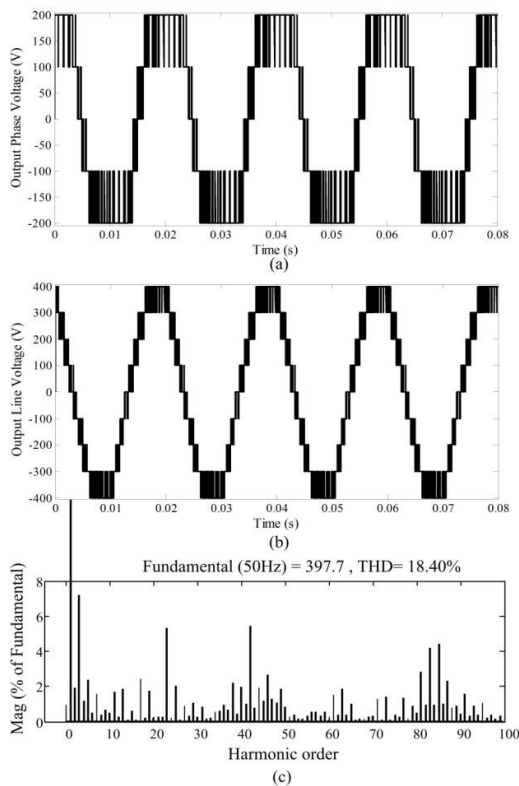 200
150
100
50
0
-50
-100
-150
-200
Output Phase Voltage (V)
0 0.01 0.02 0.03 0.04 0.05 0.06 0.07 0.08
Time (s)
(a)
400
300
200
100
0
-100
-200
-300
-400
Output Line Voltage (V)
0 0.01 0.02 0.03 0.04 0.05 0.06 0.07 0.08
Time (s)
(b)
Fundamental (50Hz) = 397.7 , THD= 18.40%
8
6
4
2
0
Mag (% of Fundamental)
0 10 20 30 40 50 60 70 80 90 100
Harmonic order
(c)